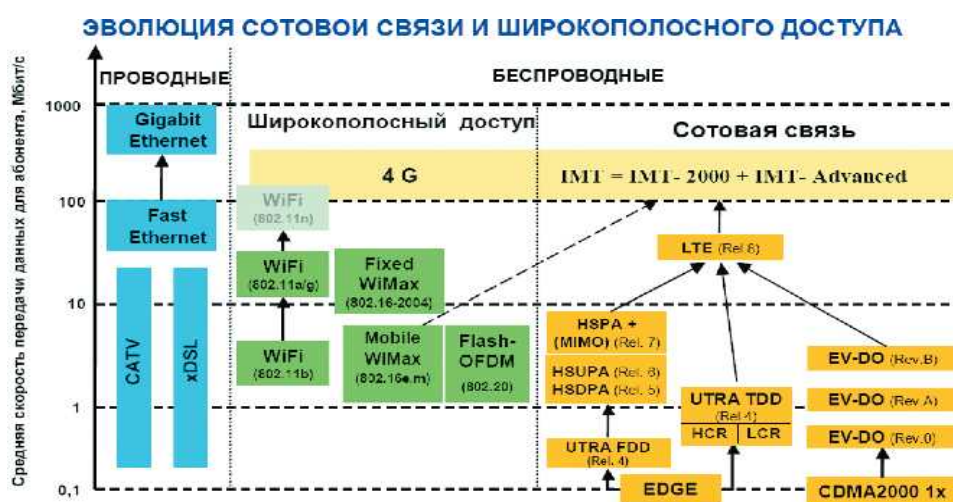 ЭВОЛЮЦИЯ СОТОВОЙ СВЯЗИ И ШИРОКОПОЛОСНОГО ДОСТУПА
Средняя скорость передачи данных для абонента, Мбит/с
ПРОВОДНЫЕ
БЕСПРОВОДНЫЕ
1000
100
10
1
0,1
Gigabit
Ethernet
Fast
Ethernet
CATV
xDSL
Широкополосный доступ
Сотовая связь
4 G
IMT = IMT- 2000 + IMT- Advanced
WiFi
(802.11n)
WiFi
(802.11a/g)
WiFi
(802.11b)
Fixed
WiMax
(802.16-2004)
Mobile
WiMax
(802.16e,m)
Flash-
OFDM
(802.20)
LTE (Rel.8)
HSPA +
(MIMO) (Rel. 7)
HSUPA (Rel. 6)
HSDPA (Rel. 5)
UTRA FDD
(Rel. 4)
UTRA TDD
(Rel.4)
HCR LCR
EDGE
EV-DO (Rev.B)
EV-DO (Rev.A)
EV-DO (Rev.0)
CDMA2000 1x